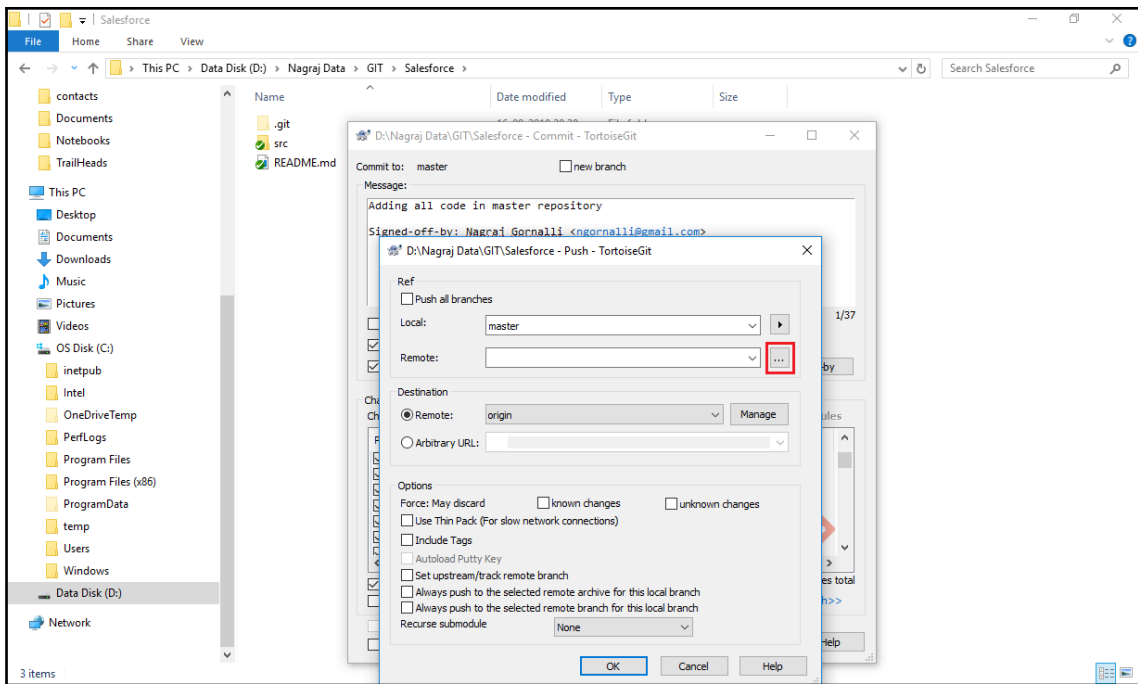 Salesforce
File Home Share View
This PC > Data Disk (D:) > Nagraj Data > GIT > Salesforce >
Search Salesforce
contacts
Documents
Notebooks
TrailHeads
This PC
Desktop
Documents
Downloads
Music
Pictures
Videos
OS Disk (C:)
inetpub
Intel
OneDriveTemp
PerfLogs
Program Files
Program Files (x86)
ProgramData
temp
Users
Windows
Data Disk (D:)
Network
3 items
Name Date modified Type Size
.git
src
README.md
D:\Nagraj Data\GIT\Salesforce - Commit - TortoiseGit
Commit to: master new branch
Message:
Adding all code in master repository
Signed-off-by: Nagraj Gornalli <ngornalli@gmail.com>
1/37
D:\Nagraj Data\GIT\Salesforce - Push - TortoiseGit
Ref
Push all branches
Local: master
Remote: ...
Destination
Remote: origin Manage
Arbitrary URL:
Options
Force: May discard known changes unknown changes
Use Thin Pack (For slow network connections)
Include Tags
Autoload Putty Key
Set upstream/track remote branch
Always push to the selected remote archive for this local branch
Always push to the selected remote branch for this local branch
Recurse submodule None
OK Cancel Help
es total
h>>
Help